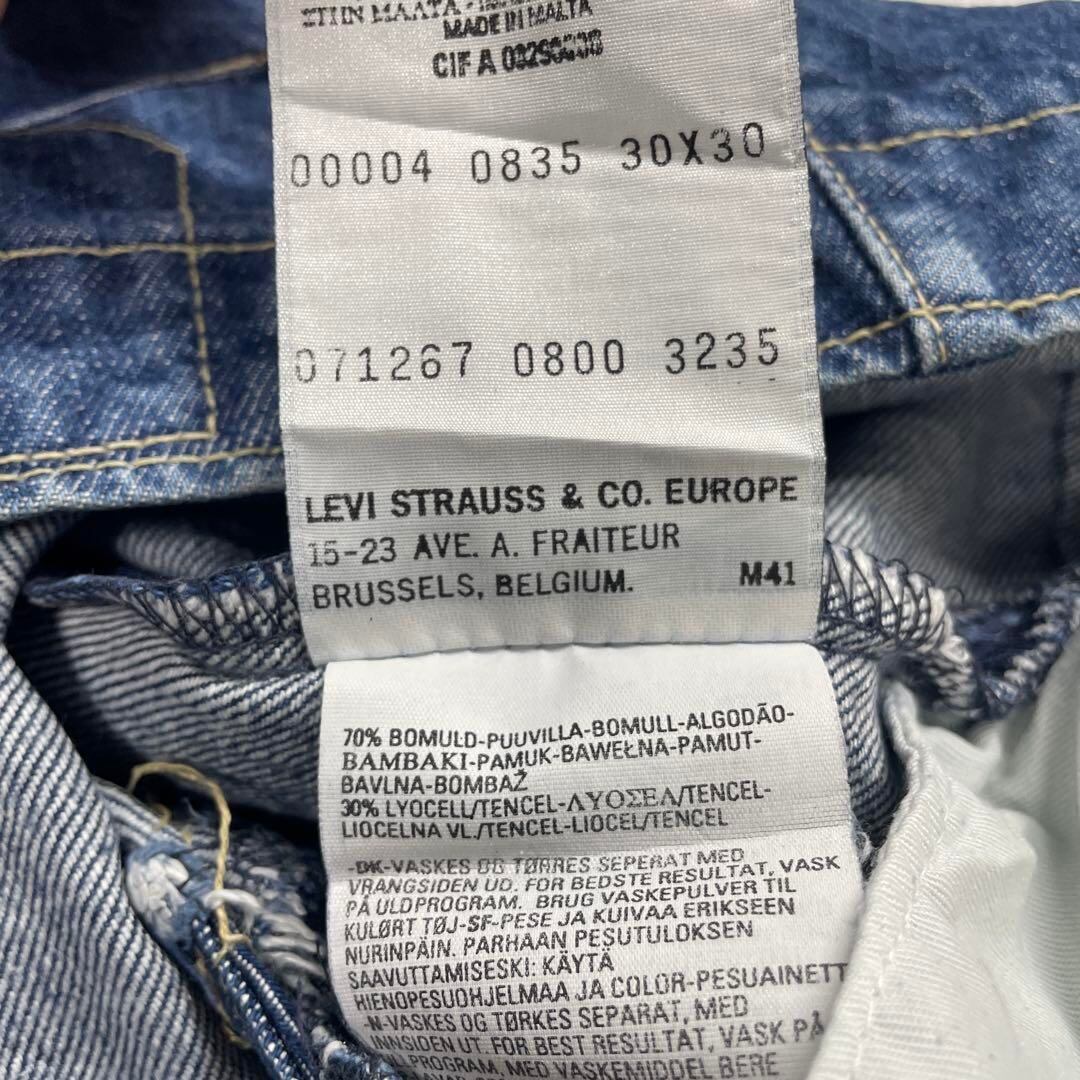 MADE IN MALTA
CIF A
00004 0835 30X30
071267 0800 3235
LEVI STRAUSS & CO. EUROPE
15-23 AVE. A. FRAITEUR
BRUSSELS, BELGIUM. M41
70% BOMULD-PUUVILLA-BOMULL-ALGODÃO-
BAMBAKI-PAMUK-BAWEŁNA-PAMUT-
BAVLNA-BOMBAŽ
30% LYOCELL/TENCEL-ΛΥΟΣΕΛ/TENCEL-
LIOCELNA VL./TENCEL-LIOCEL/TENCEL
-DK-VASKES OG TØRRES SEPERAT MED
VRANGSIDEN UD. FOR BEDSTE RESULTAT, VASK
PÅ ULDPROGRAM. BRUG VASKEPULVER TIL
KULØRT TØJ-SF-PESE JA KUIVAA ERIKSEEN
NURINPÄIN. PARHAAN PESUTULOKSEN
SAAVUTTAMISESKI: KÄYTÄ
HIENOPESUOHJELMAA JA COLOR-PESUAINETT
-N-VASKES OG TØRKES SEPARAT, MED
INNSIDEN UT. FOR BEST RESULTAT, VASK PÅ
PROGRAM, MED VASKEMIDDEL BERE